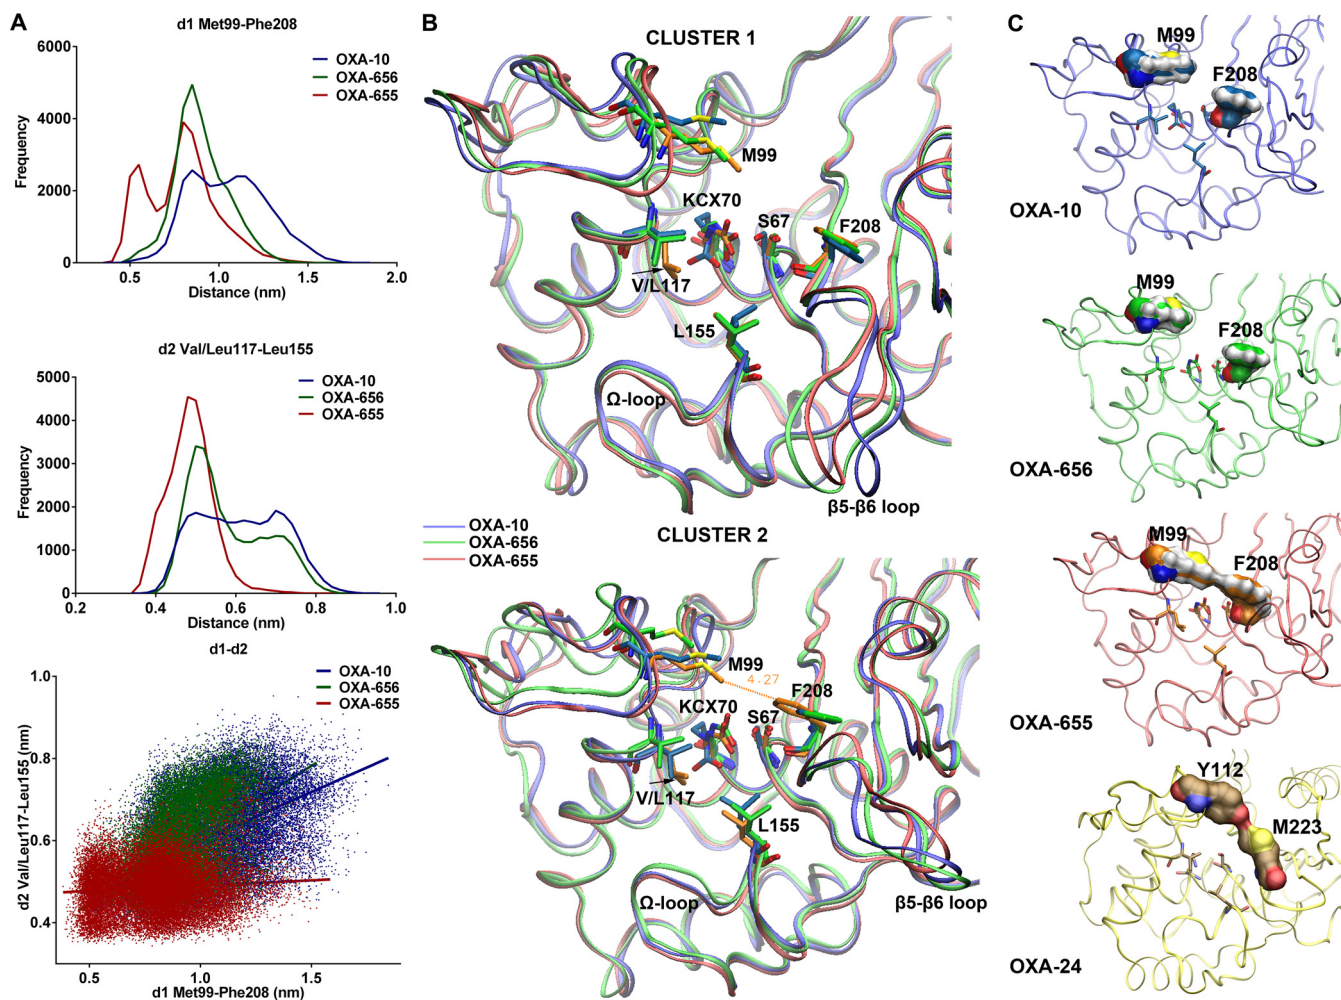 A
d1 Met99-Phe208
OXA-10
OXA-656
OXA-655
6000
4000
2000
0
Frequency
0.5
1.0
1.5
2.0
Distance (nm)
d2 Val/Leu117-Leu155
OXA-10
OXA-656
OXA-655
5000
4000
3000
2000
1000
0
Frequency
0.2
0.4
0.6
0.8
1.0
Distance (nm)
d1-d2
OXA-10
OXA-656
OXA-655
1.0
0.8
0.6
0.4
d2 Val/Leu117-Leu155 (nm)
0.5
1.0
1.5
d1 Met99-Phe208 (nm)
B
CLUSTER 1
M99
KCX70
S67
F208
V/L117
L155
Ω-loop
β5-β6 loop
OXA-10
OXA-656
OXA-655
CLUSTER 2
M99
4.27
F208
KCX70
S67
V/L117
L155
Ω-loop
β5-β6 loop
C
M99
F208
OXA-10
M99
F208
OXA-656
M99
F208
OXA-655
Y112
M223
OXA-24